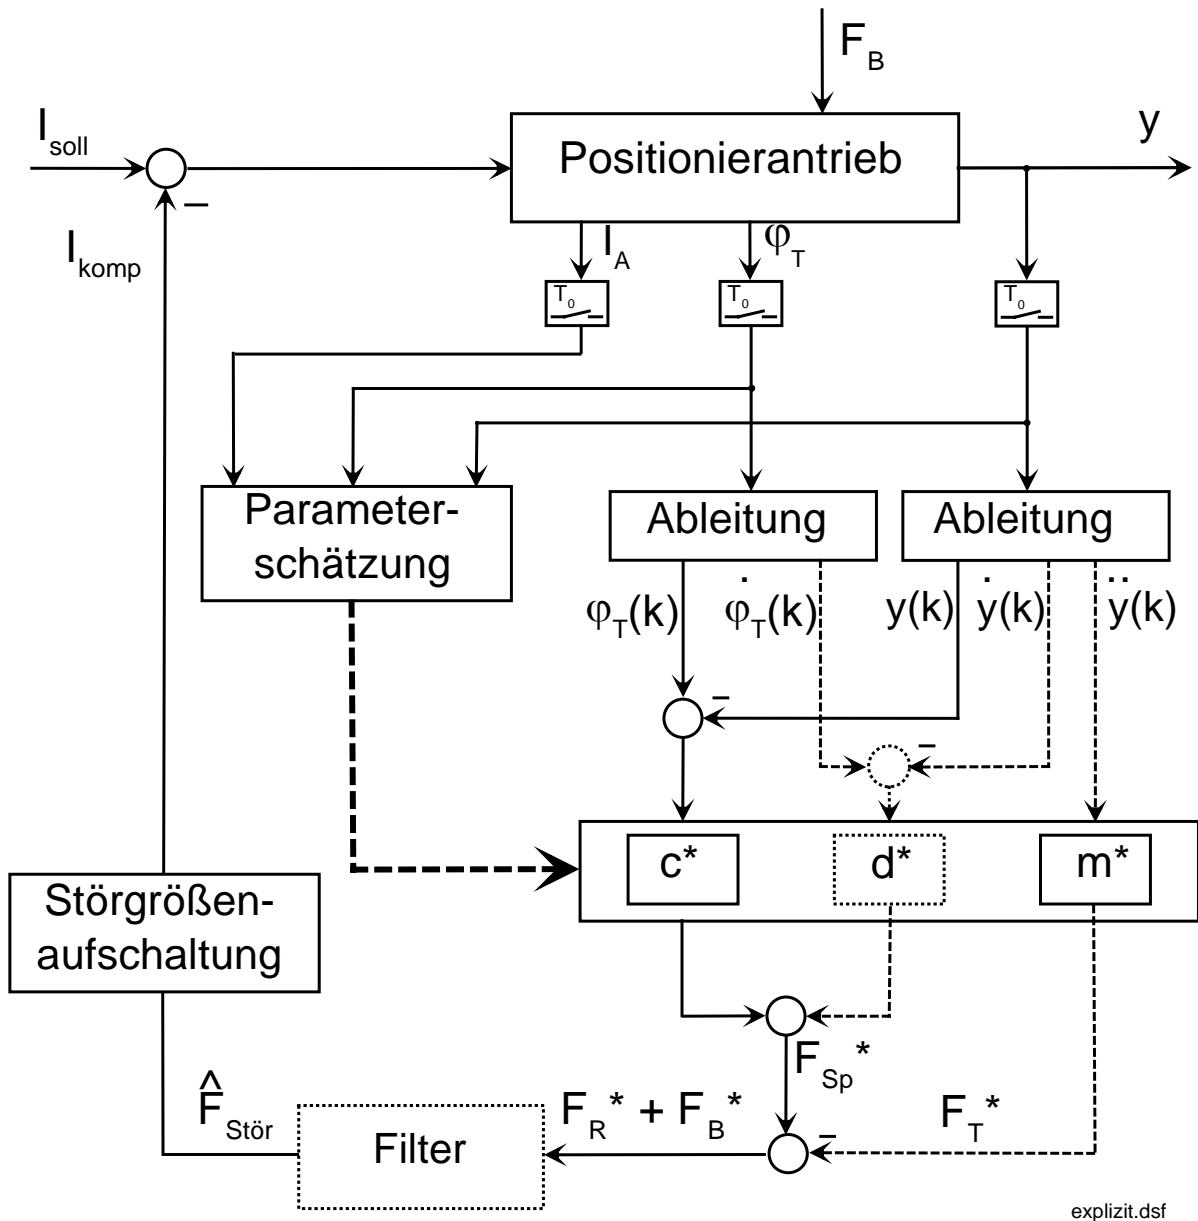 F_B
I_soll
y
Positionierantrieb
−
I_komp
I_A
φ_T
T_0
T_0
T_0
Parameter-
schätzung
Ableitung
Ableitung
φ_T(k)
φ̇_T(k)
y(k)
ẏ(k)
ÿ(k)
−
−
c*
d*
m*
Störgrößen-
aufschaltung
F_Sp*
F̂_Stör
Filter
F_R* + F_B*
−
F_T*
explizit.dsf